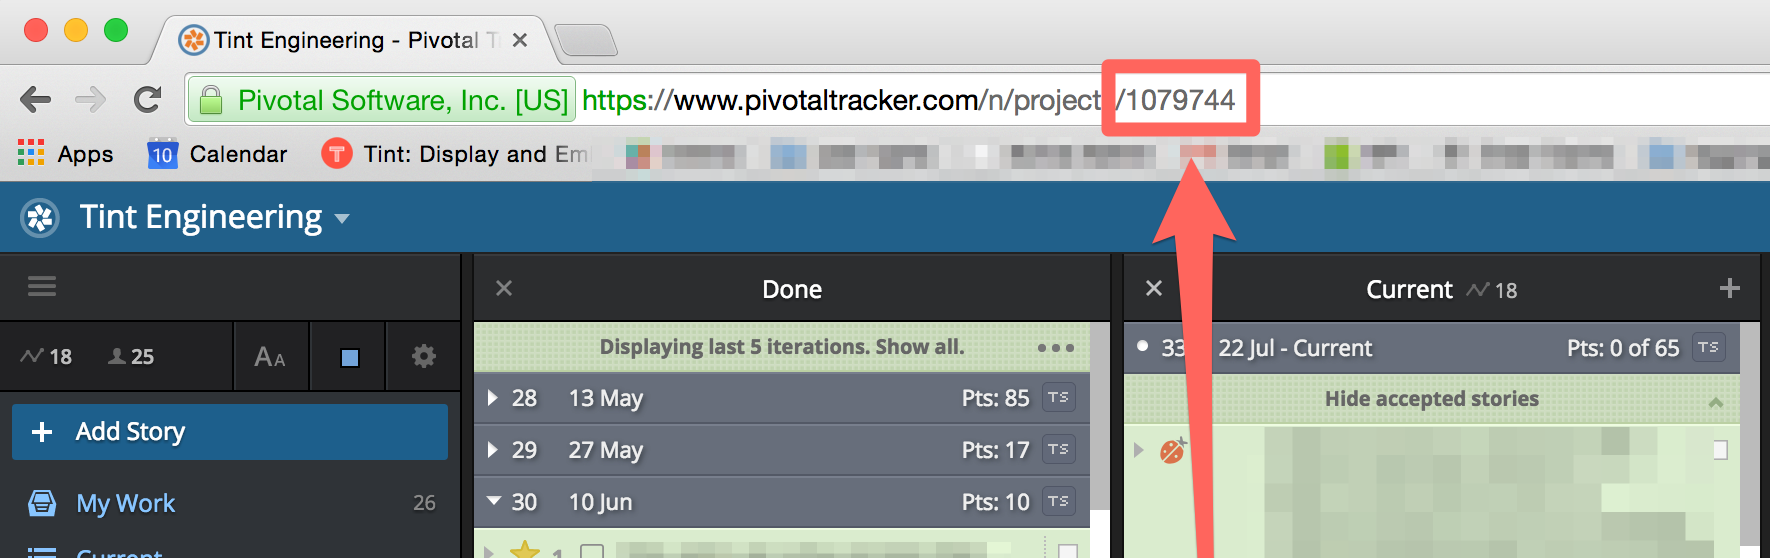 Tint Engineering - Pivotal T
Pivotal Software, Inc. [US] https://www.pivotaltracker.com/n/project /1079744
Apps 10 Calendar T Tint: Display and Em
Tint Engineering
Done
Current 18
18 25 AA
Displaying last 5 iterations. Show all.
33 22 Jul - Current Pts: 0 of 65 TS
28 13 May Pts: 85 TS
Hide accepted stories
Add Story
29 27 May Pts: 17 TS
My Work 26
30 10 Jun Pts: 10 TS
Current
1